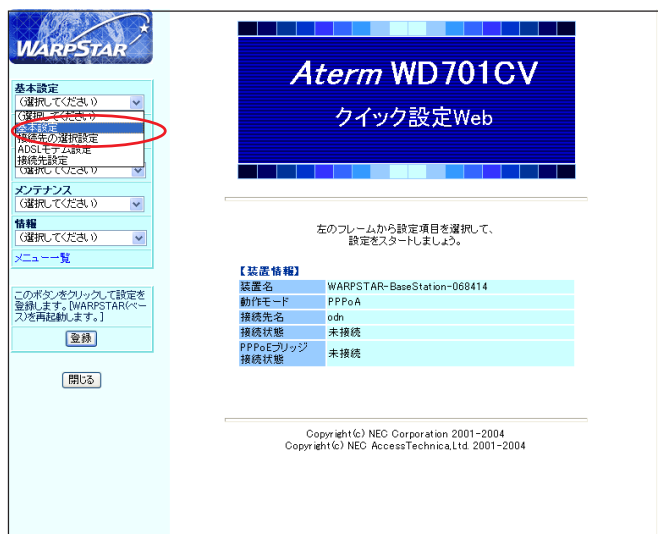 WARPSTAR
基本設定
(選択してください)
(選択してください)
基本設定
接続先の選択設定
ADSLモデム設定
接続先設定
(選択してください)
メンテナンス
(選択してください)
情報
(選択してください)
メニュー一覧
このボタンをクリックして設定を
登録します。[WARPSTAR(ベー
ス)を再起動します。]
登録
閉じる
Aterm WD701CV
クイック設定Web
左のフレームから設定項目を選択して、
設定をスタートしましょう。
【装置情報】
装置名 WARPSTAR-BaseStation-068414
動作モード PPPoA
接続先名 odn
接続状態 未接続
PPPoEブリッジ
接続状態 未接続
Copyright(c) NEC Corporation 2001-2004
Copyright(c) NEC AccessTechnica,Ltd. 2001-2004